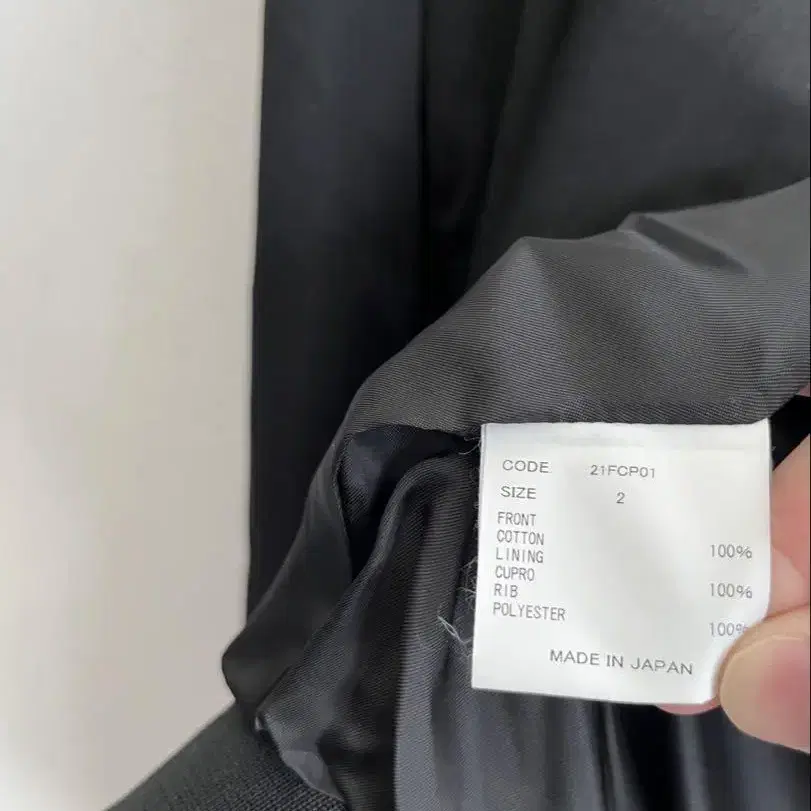 CODE 21FCP01
SIZE 2
FRONT
COTTON 100%
LINING
CUPRO 100%
RIB
POLYESTER 100%
MADE IN JAPAN